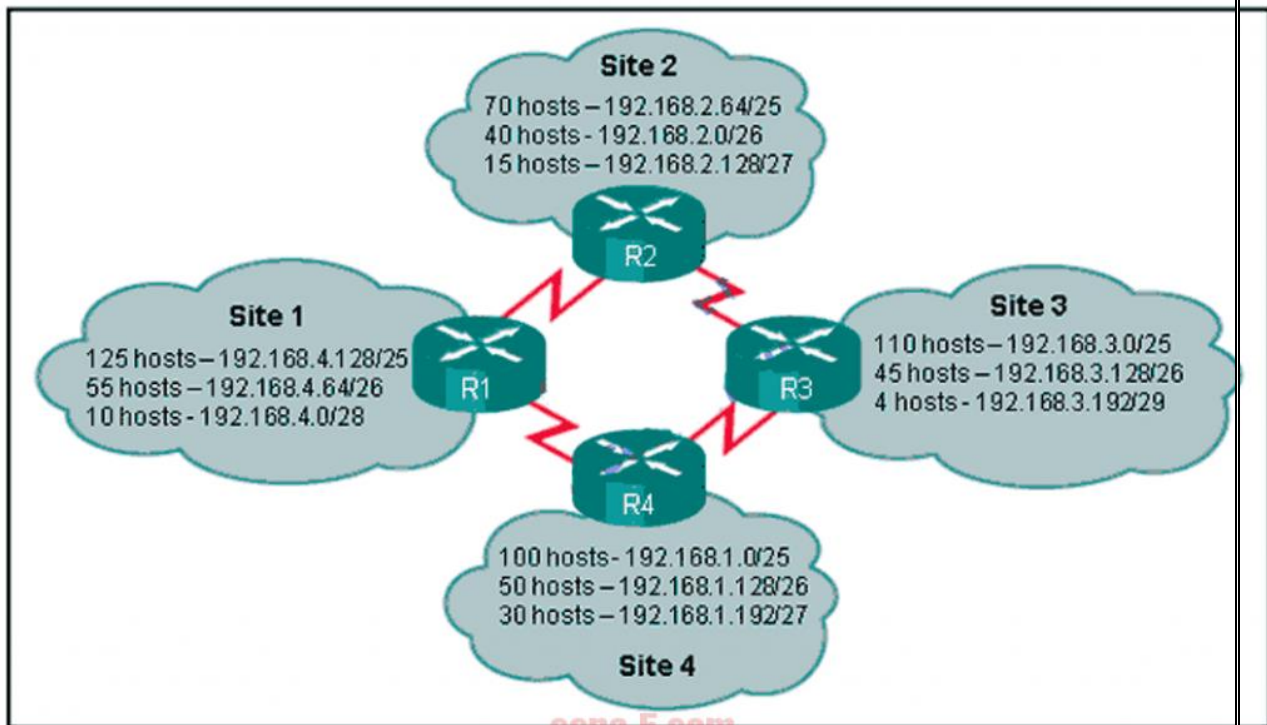 Site 2
70 hosts – 192.168.2.64/25
40 hosts - 192.168.2.0/26
15 hosts – 192.168.2.128/27
R2
Site 1
125 hosts – 192.168.4.128/25
55 hosts – 192.168.4.64/26
10 hosts - 192.168.4.0/28
R1
Site 3
110 hosts – 192.168.3.0/25
45 hosts – 192.168.3.128/26
4 hosts - 192.168.3.192/29
R3
R4
100 hosts - 192.168.1.0/25
50 hosts – 192.168.1.128/26
30 hosts – 192.168.1.192/27
Site 4